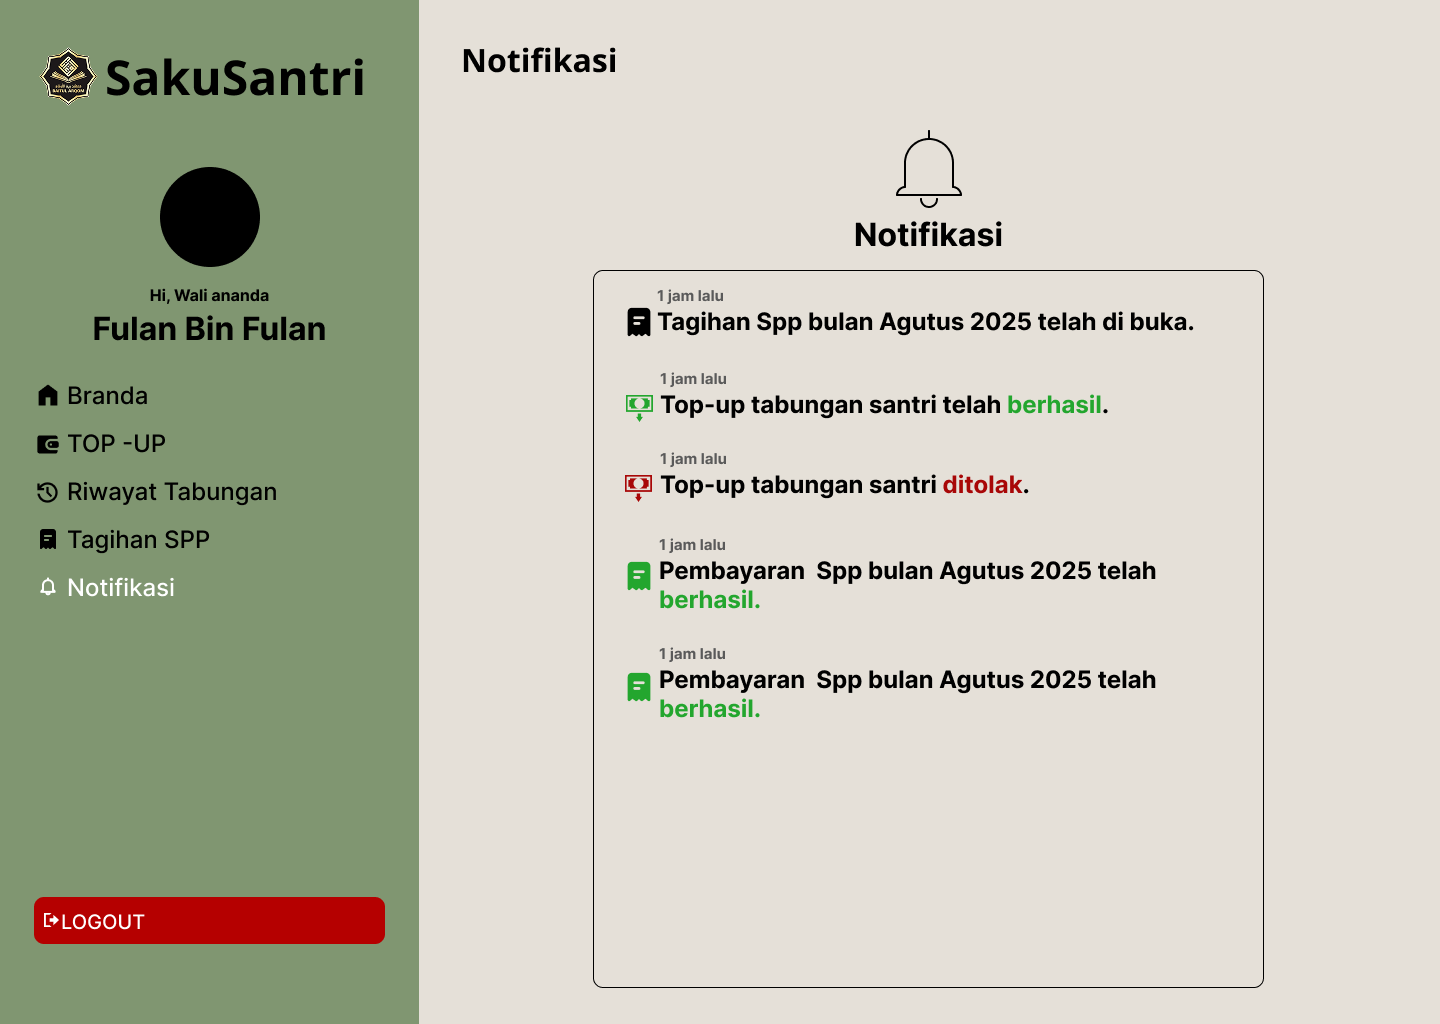 SakuSantri
Hi, Wali ananda
Fulan Bin Fulan
Branda
TOP -UP
Riwayat Tabungan
Tagihan SPP
Notifikasi
LOGOUT
Notifikasi
Notifikasi
1 jam lalu
Tagihan Spp bulan Agutus 2025 telah di buka.
1 jam lalu
Top-up tabungan santri telah berhasil.
1 jam lalu
Top-up tabungan santri ditolak.
1 jam lalu
Pembayaran  Spp bulan Agutus 2025 telah
berhasil.
1 jam lalu
Pembayaran  Spp bulan Agutus 2025 telah
berhasil.